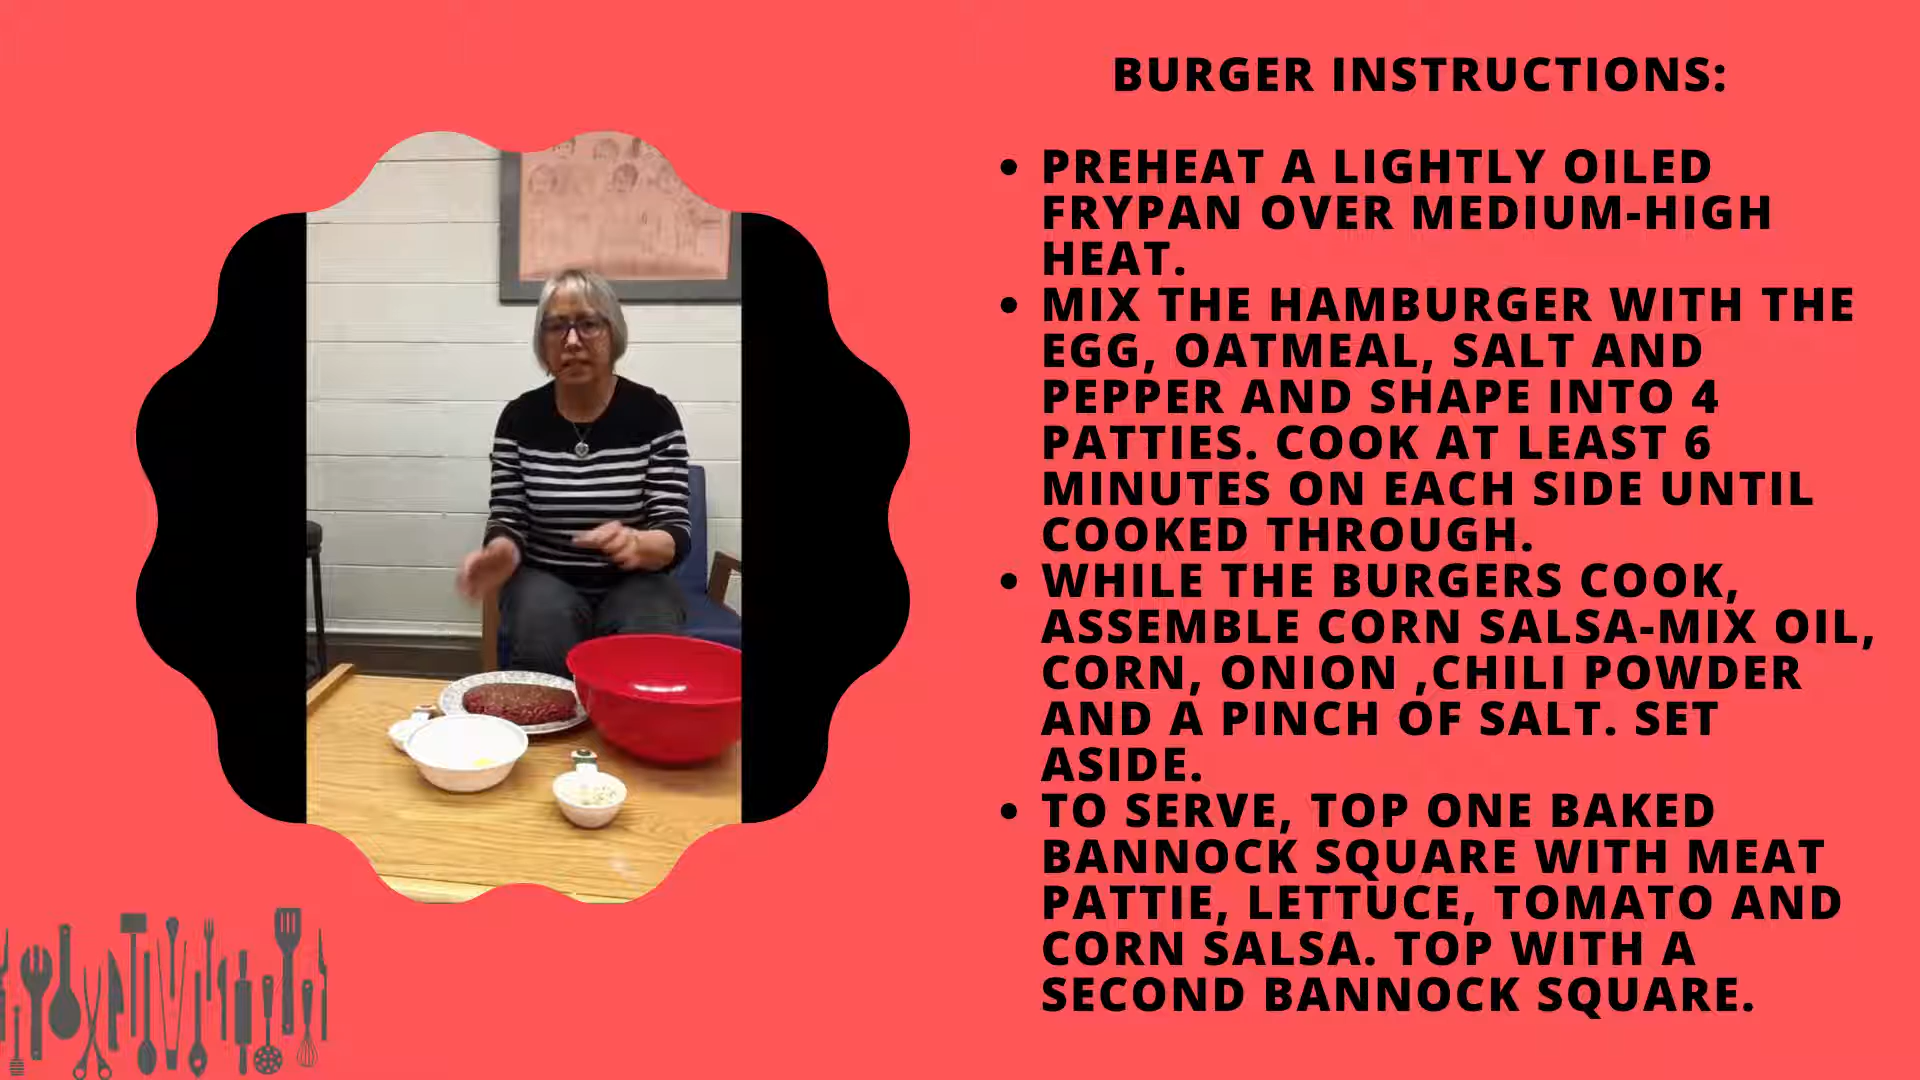 BURGER INSTRUCTIONS:
• PREHEAT A LIGHTLY OILED
FRYPAN OVER MEDIUM-HIGH
HEAT.
• MIX THE HAMBURGER WITH THE
EGG, OATMEAL, SALT AND
PEPPER AND SHAPE INTO 4
PATTIES. COOK AT LEAST 6
MINUTES ON EACH SIDE UNTIL
COOKED THROUGH.
• WHILE THE BURGERS COOK,
ASSEMBLE CORN SALSA-MIX OIL,
CORN, ONION ,CHILI POWDER
AND A PINCH OF SALT. SET
ASIDE.
• TO SERVE, TOP ONE BAKED
BANNOCK SQUARE WITH MEAT
PATTIE, LETTUCE, TOMATO AND
CORN SALSA. TOP WITH A
SECOND BANNOCK SQUARE.